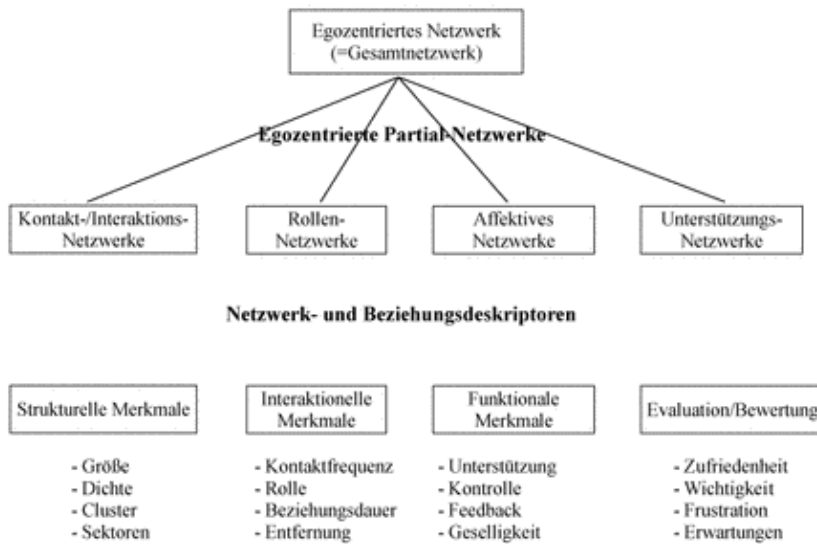 Egozentriertes Netzwerk
(=Gesamtnetzwerk)
Egozentrierte Partial-Netzwerke
Kontakt-/Interaktions-
Netzwerke
Rollen-
Netzwerke
Affektives
Netzwerke
Unterstützungs-
Netzwerke
Netzwerk- und Beziehungsdeskriptoren
Strukturelle Merkmale
Interaktionelle
Merkmale
Funktionale
Merkmale
Evaluation/Bewertung
- Größe
- Dichte
- Cluster
- Sektoren
- Kontaktfrequenz
- Rolle
- Beziehungsdauer
- Entfernung
- Unterstützung
- Kontrolle
- Feedback
- Geselligkeit
- Zufriedenheit
- Wichtigkeit
- Frustration
- Erwartungen